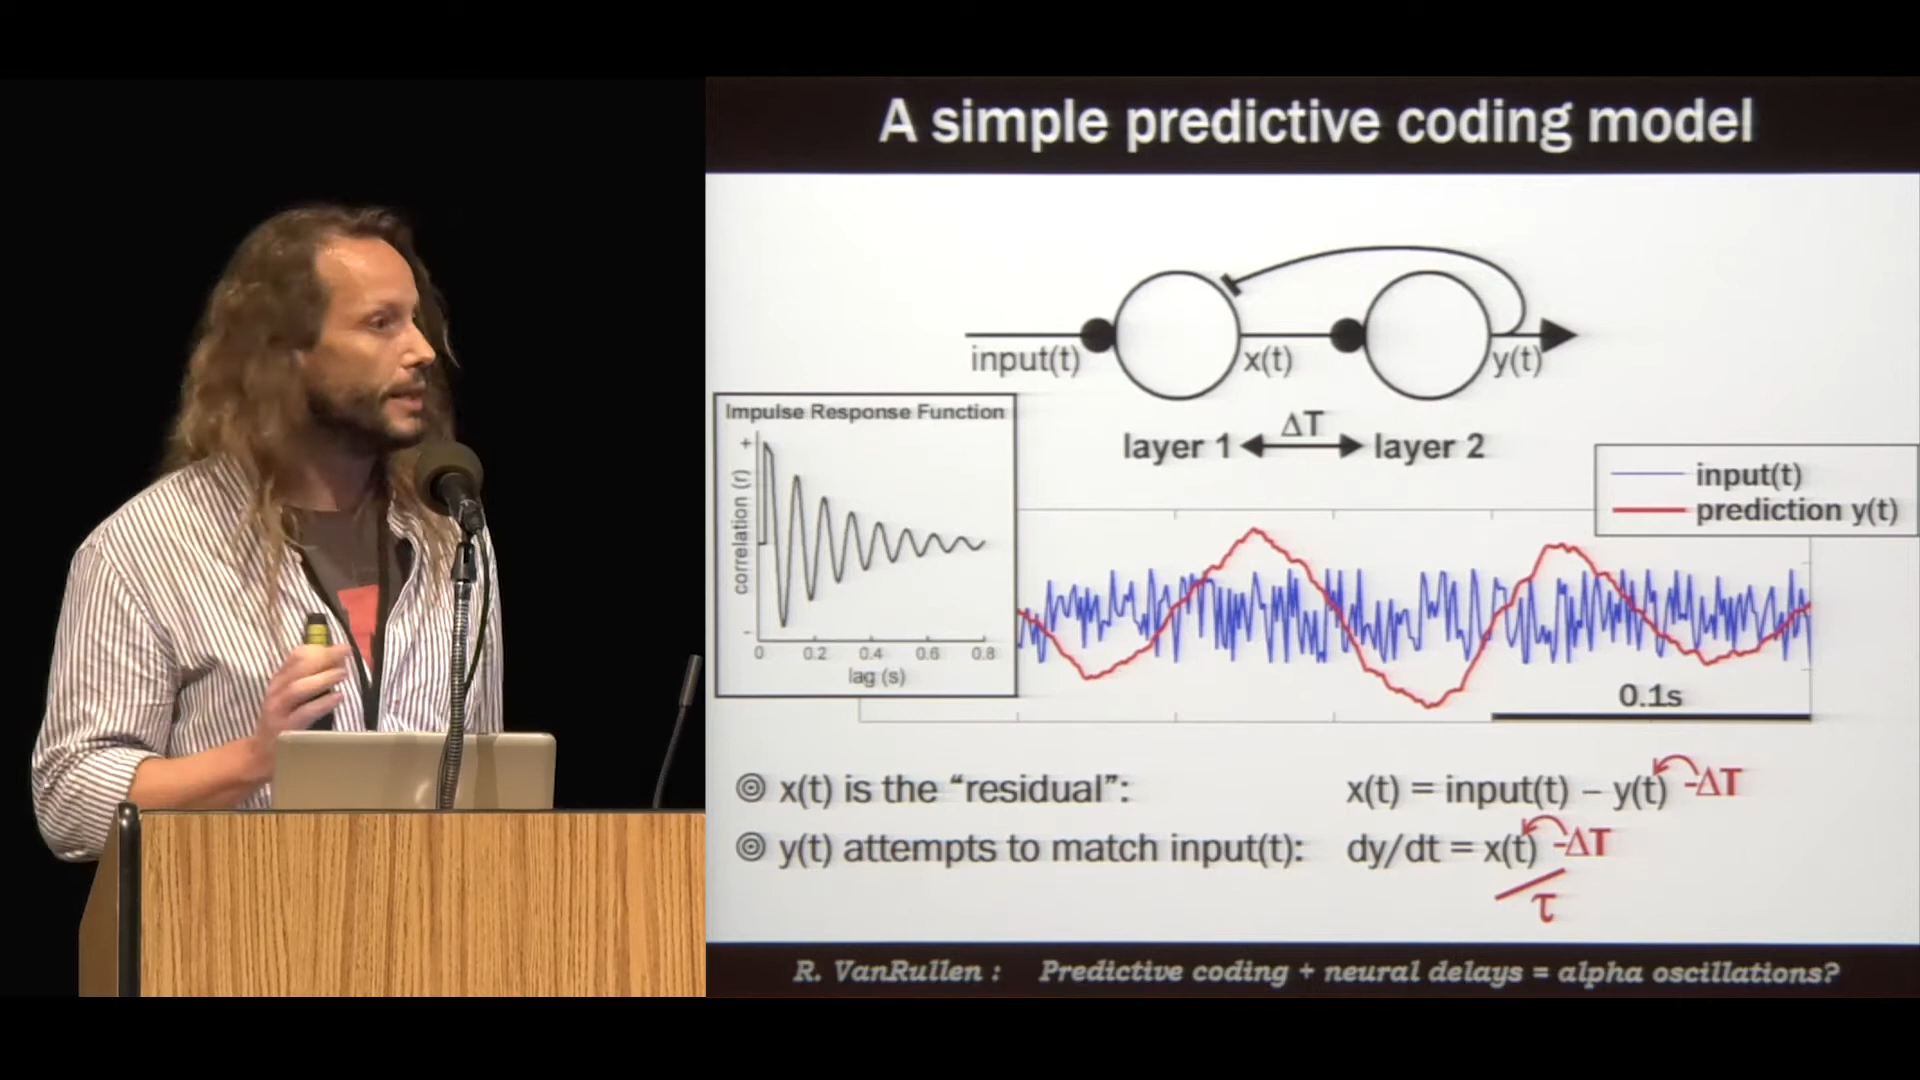 A simple predictive coding model
input(t)
x(t)
y(t)
ΔT
layer 1
layer 2
Impulse Response Function
+
correlation (r)
-
0 0.2 0.4 0.6 0.8
lag (s)
input(t)
prediction y(t)
0.1s
x(t) is the “residual”: x(t) = input(t) – y(t) -ΔT
y(t) attempts to match input(t): dy/dt = x(t) -ΔT
/ τ
R. VanRullen : Predictive coding + neural delays = alpha oscillations?